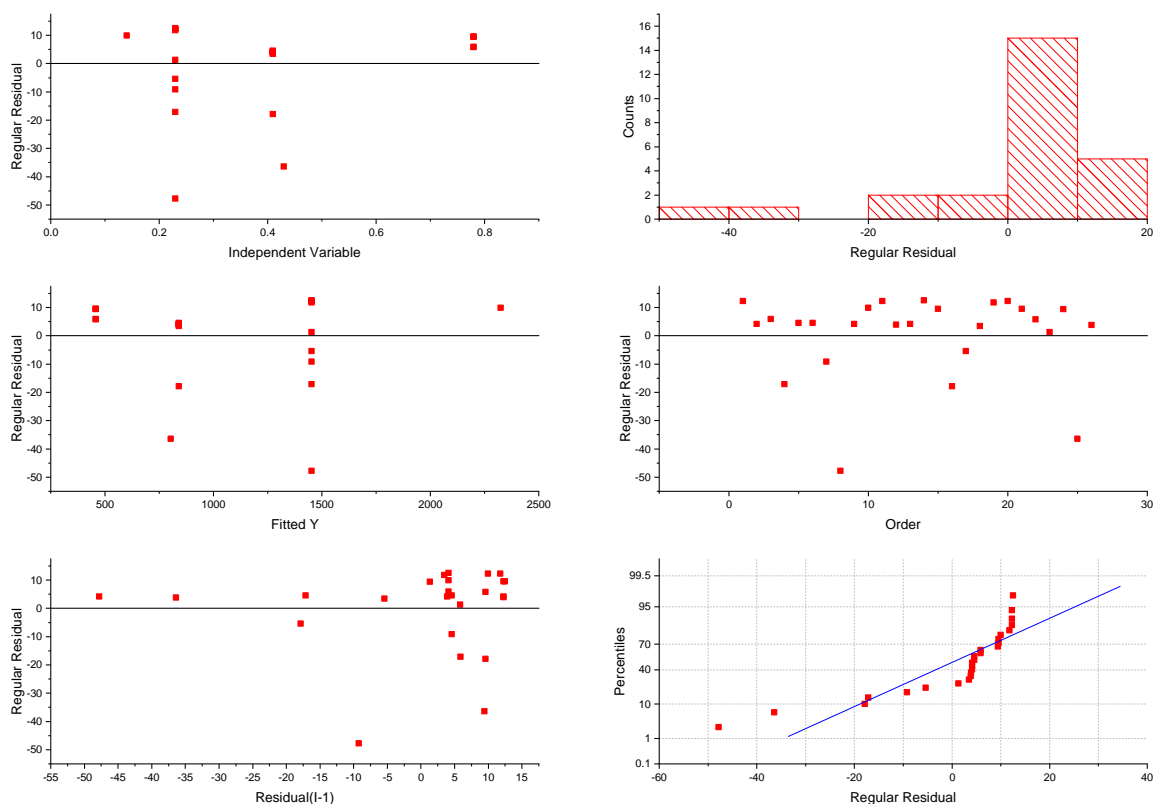 Regular Residual
10
0
-10
-20
-30
-40
-50
0.0 0.2 0.4 0.6 0.8
Independent Variable
Counts
16
14
12
10
8
6
4
2
0
-40 -20 0 20
Regular Residual
Regular Residual
10
0
-10
-20
-30
-40
-50
500 1000 1500 2000 2500
Fitted Y
Regular Residual
10
0
-10
-20
-30
-40
-50
0 10 20 30
Order
Regular Residual
10
0
-10
-20
-30
-40
-50
-55 -50 -45 -40 -35 -30 -25 -20 -15 -10 -5 0 5 10 15
Residual(I-1)
Percentiles
99.5
95
70
40
10
1
0.1
-60 -40 -20 0 20 40
Regular Residual